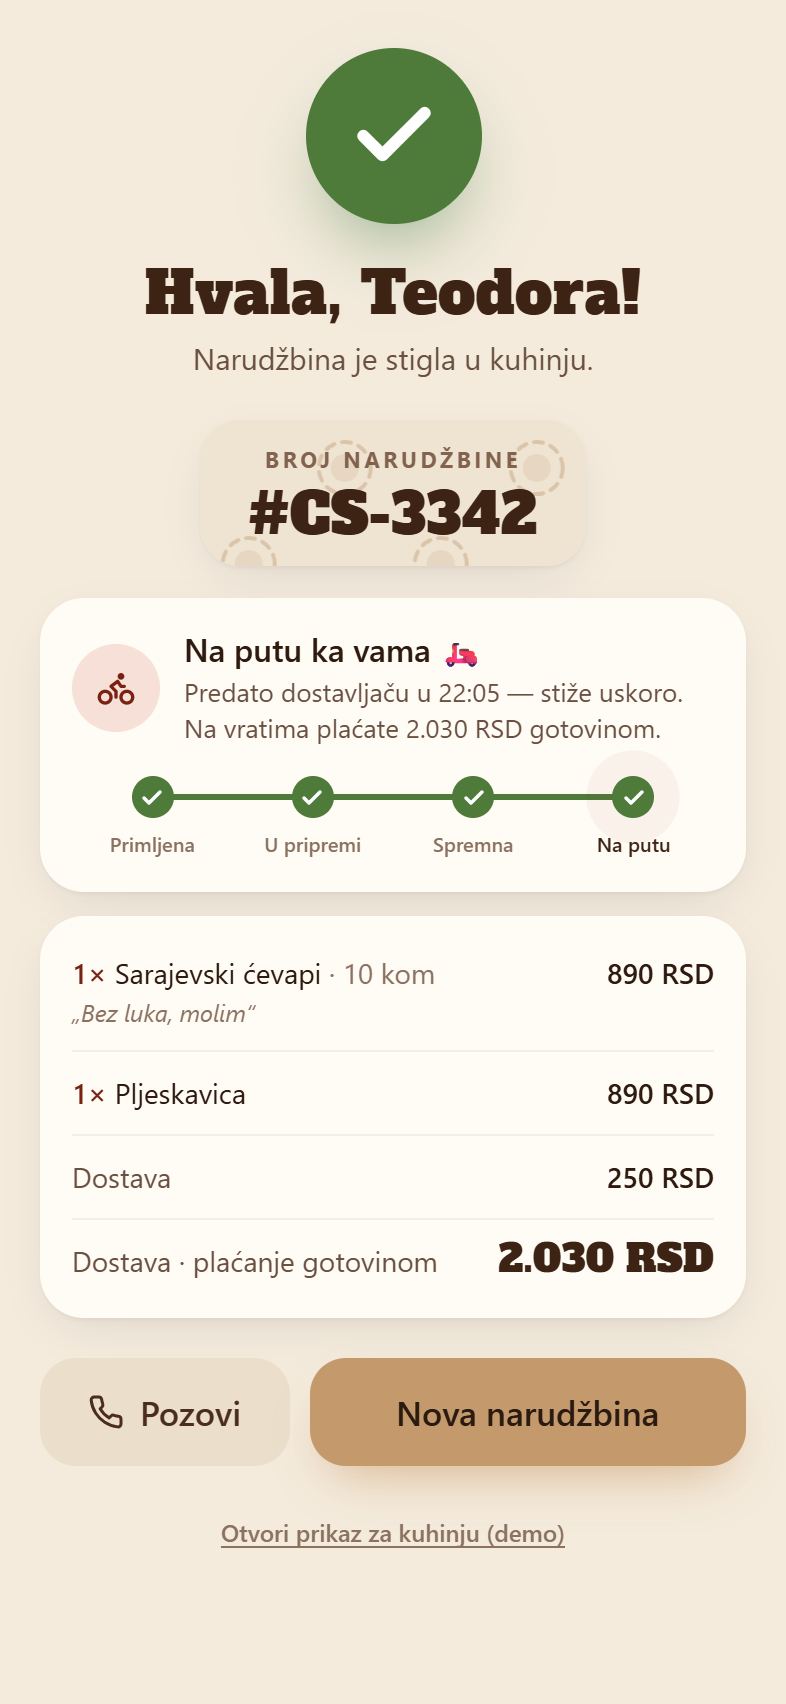 Hvala, Teodora!
Narudžbina je stigla u kuhinju.
BROJ NARUDŽBINE
#CS-3342
Na putu ka vama 🛵
Predato dostavljaču u 22:05 — stiže uskoro.
Na vratima plaćate 2.030 RSD gotovinom.
Primljena U pripremi Spremna Na putu
1× Sarajevski ćevapi · 10 kom 890 RSD
„Bez luka, molim“
1× Pljeskavica 890 RSD
Dostava 250 RSD
Dostava · plaćanje gotovinom 2.030 RSD
Pozovi Nova narudžbina
Otvori prikaz za kuhinju (demo)